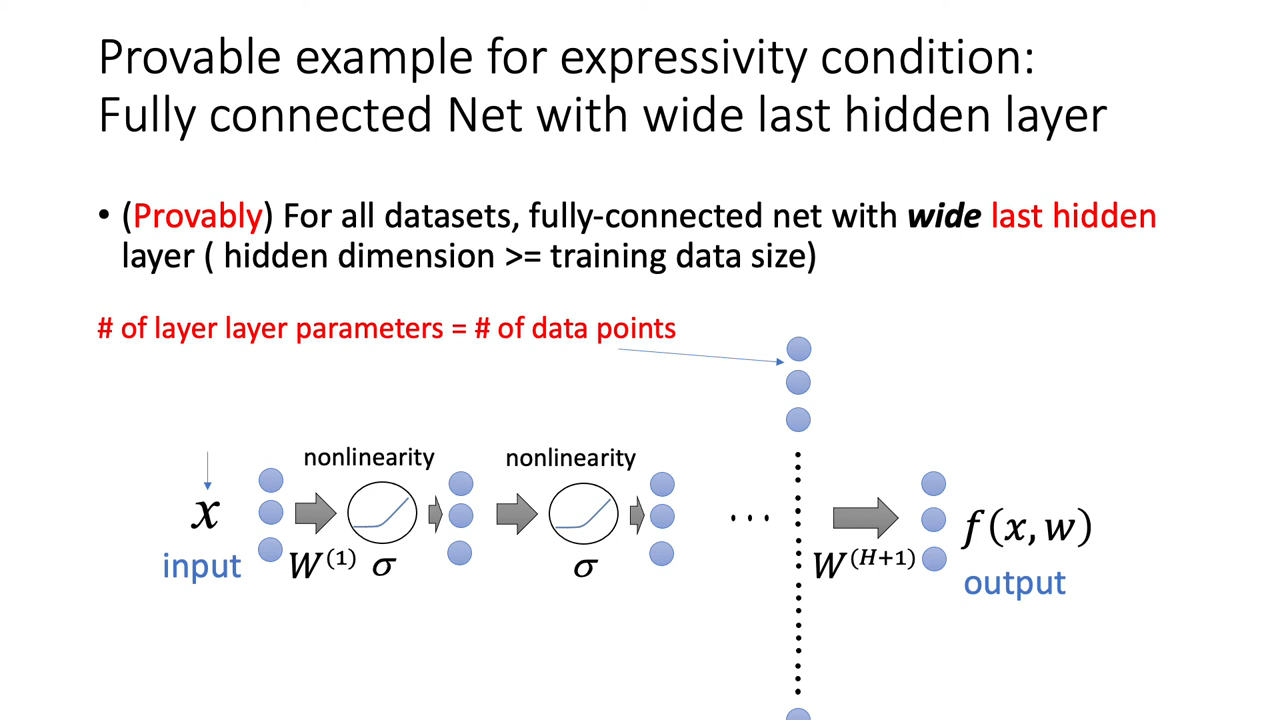 Provable example for expressivity condition:
Fully connected Net with wide last hidden layer
• (Provably) For all datasets, fully-connected net with wide last hidden
layer ( hidden dimension >= training data size)
# of layer layer parameters = # of data points
nonlinearity
nonlinearity
x
input
W^(1)
σ
σ
...
W^(H+1)
f(x, w)
output